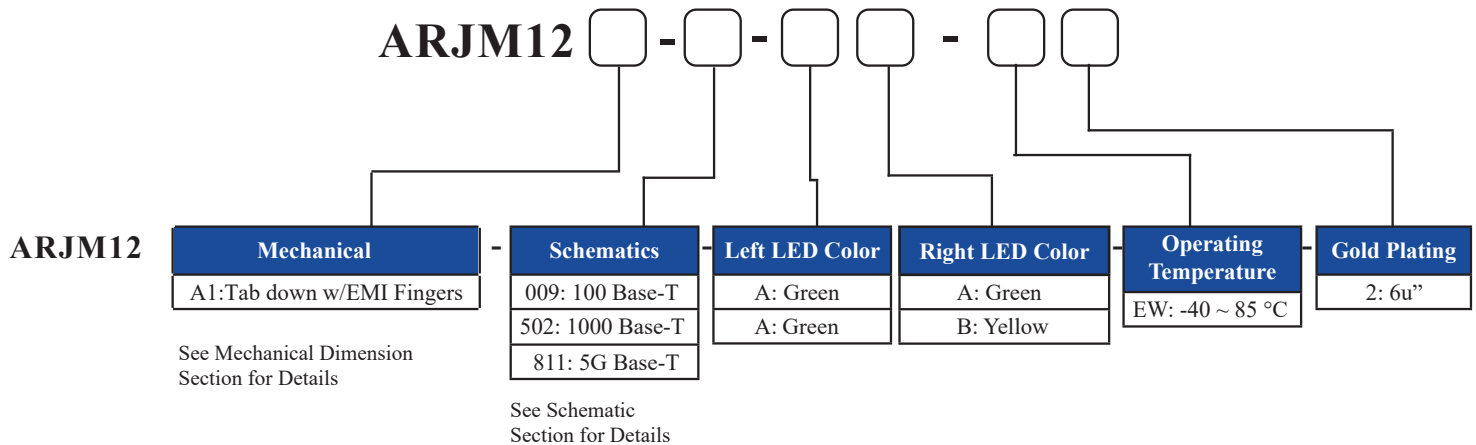 ARJM12 - - -
ARJM12 Mechanical - Schematics - Left LED Color Right LED Color - Operating Temperature - Gold Plating
A1:Tab down w/EMI Fingers
009: 100 Base-T
502: 1000 Base-T
811: 5G Base-T
A: Green
A: Green
A: Green
B: Yellow
EW: -40 ~ 85 °C
2: 6u”
See Mechanical Dimension
Section for Details
See Schematic
Section for Details